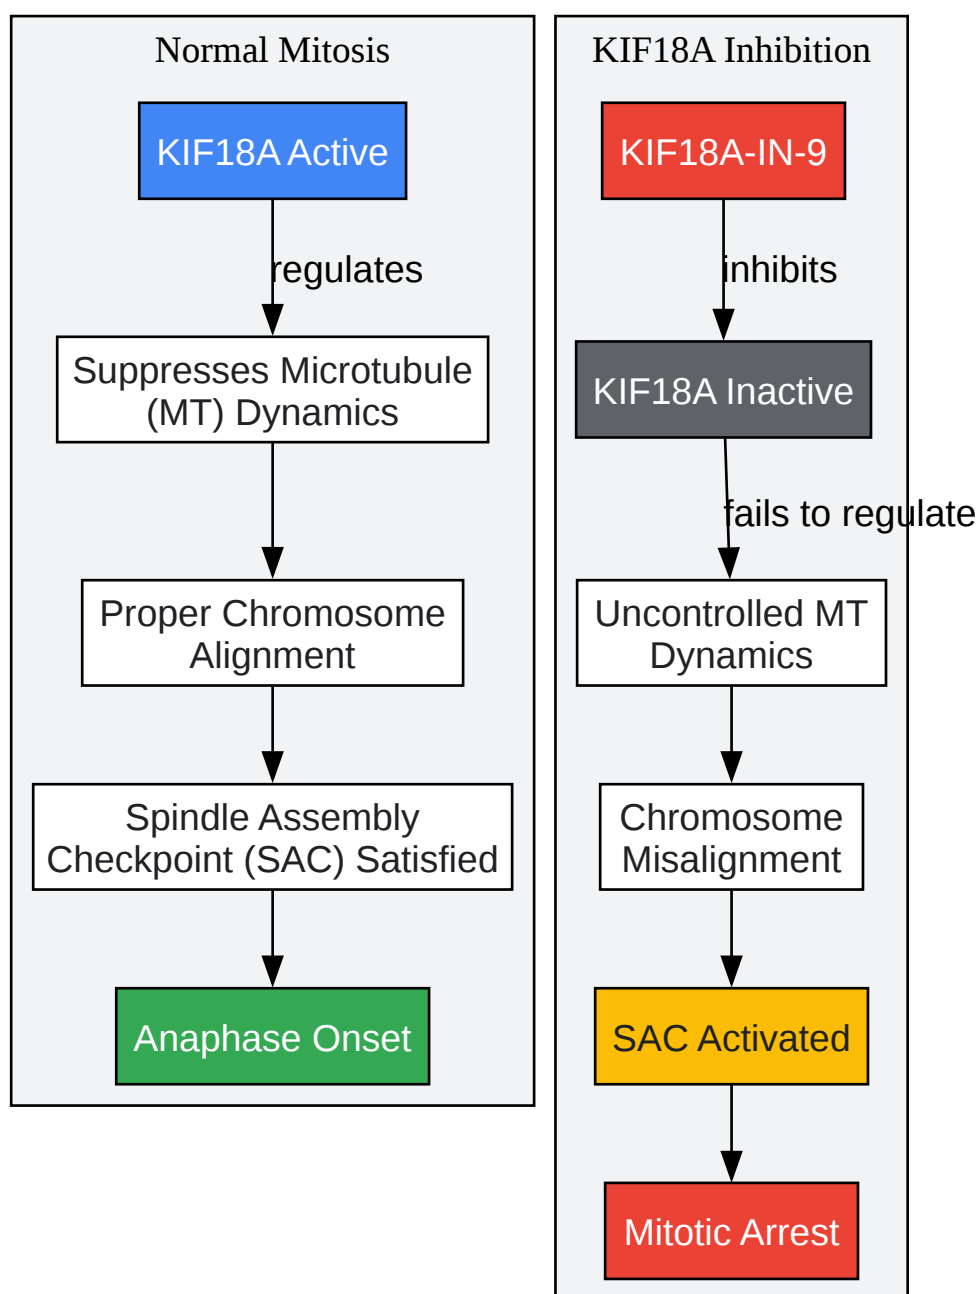 Normal Mitosis
KIF18A Active
regulates
Suppresses Microtubule
(MT) Dynamics
Proper Chromosome
Alignment
Spindle Assembly
Checkpoint (SAC) Satisfied
Anaphase Onset
KIF18A Inhibition
KIF18A-IN-9
inhibits
KIF18A Inactive
fails to regulate
Uncontrolled MT
Dynamics
Chromosome
Misalignment
SAC Activated
Mitotic Arrest